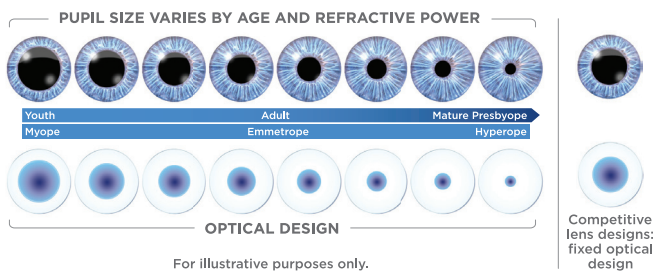 PUPIL SIZE VARIES BY AGE AND REFRACTIVE POWER
Youth Adult Mature Presbyope
Myope Emmetrope Hyperope
OPTICAL DESIGN
For illustrative purposes only.
Competitive
lens designs:
fixed optical
design